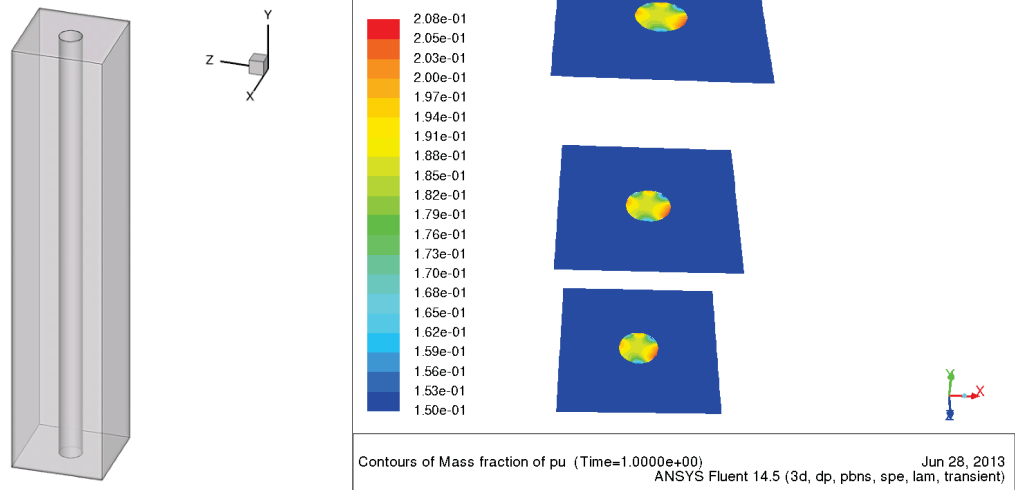 Y
Z
X
2.08e-01
2.05e-01
2.03e-01
2.00e-01
1.97e-01
1.94e-01
1.91e-01
1.88e-01
1.85e-01
1.82e-01
1.79e-01
1.76e-01
1.73e-01
1.70e-01
1.68e-01
1.65e-01
1.62e-01
1.59e-01
1.56e-01
1.53e-01
1.50e-01
Y
X
Z
Contours of Mass fraction of pu (Time=1.0000e+00)
Jun 28, 2013
ANSYS Fluent 14.5 (3d, dp, pbns, spe, lam, transient)